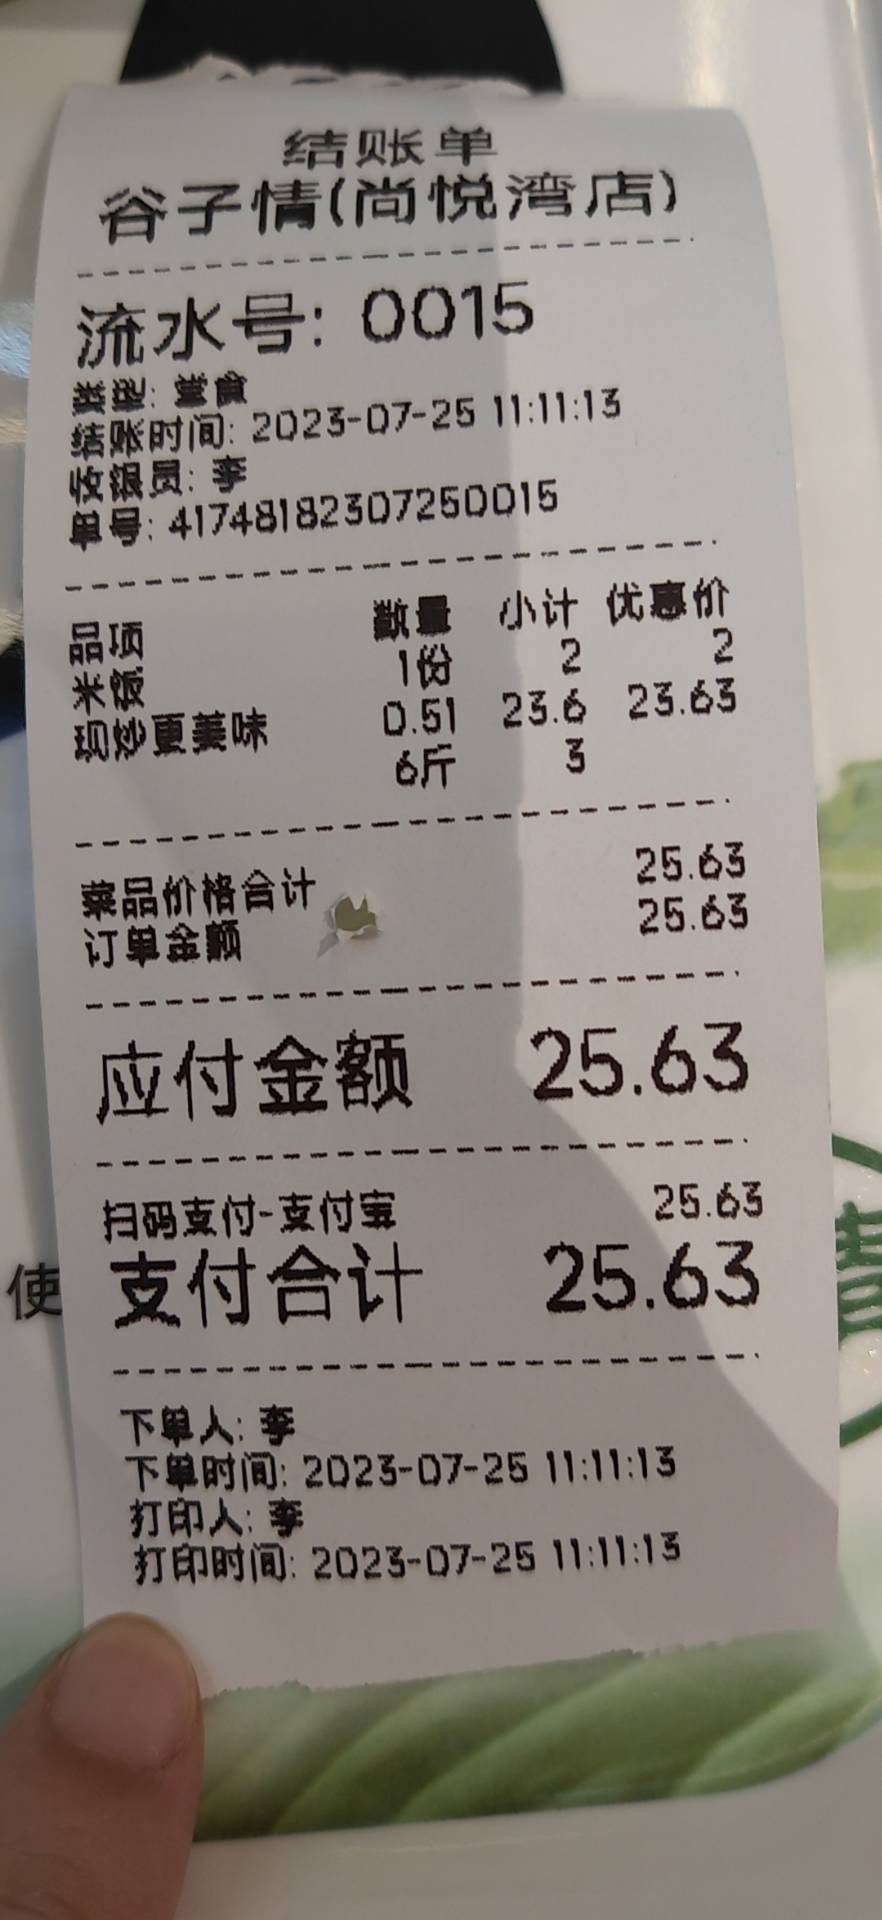 结账单
谷子情(尚悦湾店)
流水号: 0015
类型: 堂食
结账时间: 2023-07-25 11:11:13
收银员: 李
单号: 41748182307250015
品项 数量 小计 优惠价
米饭 1份 2 2
现炒更美味 0.51 23.6 23.63
6斤 3
菜品价格合计 25.63
订单金额 25.63
应付金额 25.63
扫码支付-支付宝 25.63
支付合计 25.63
使
下单人: 李
下单时间: 2023-07-25 11:11:13
打印人: 李
打印时间: 2023-07-25 11:11:13